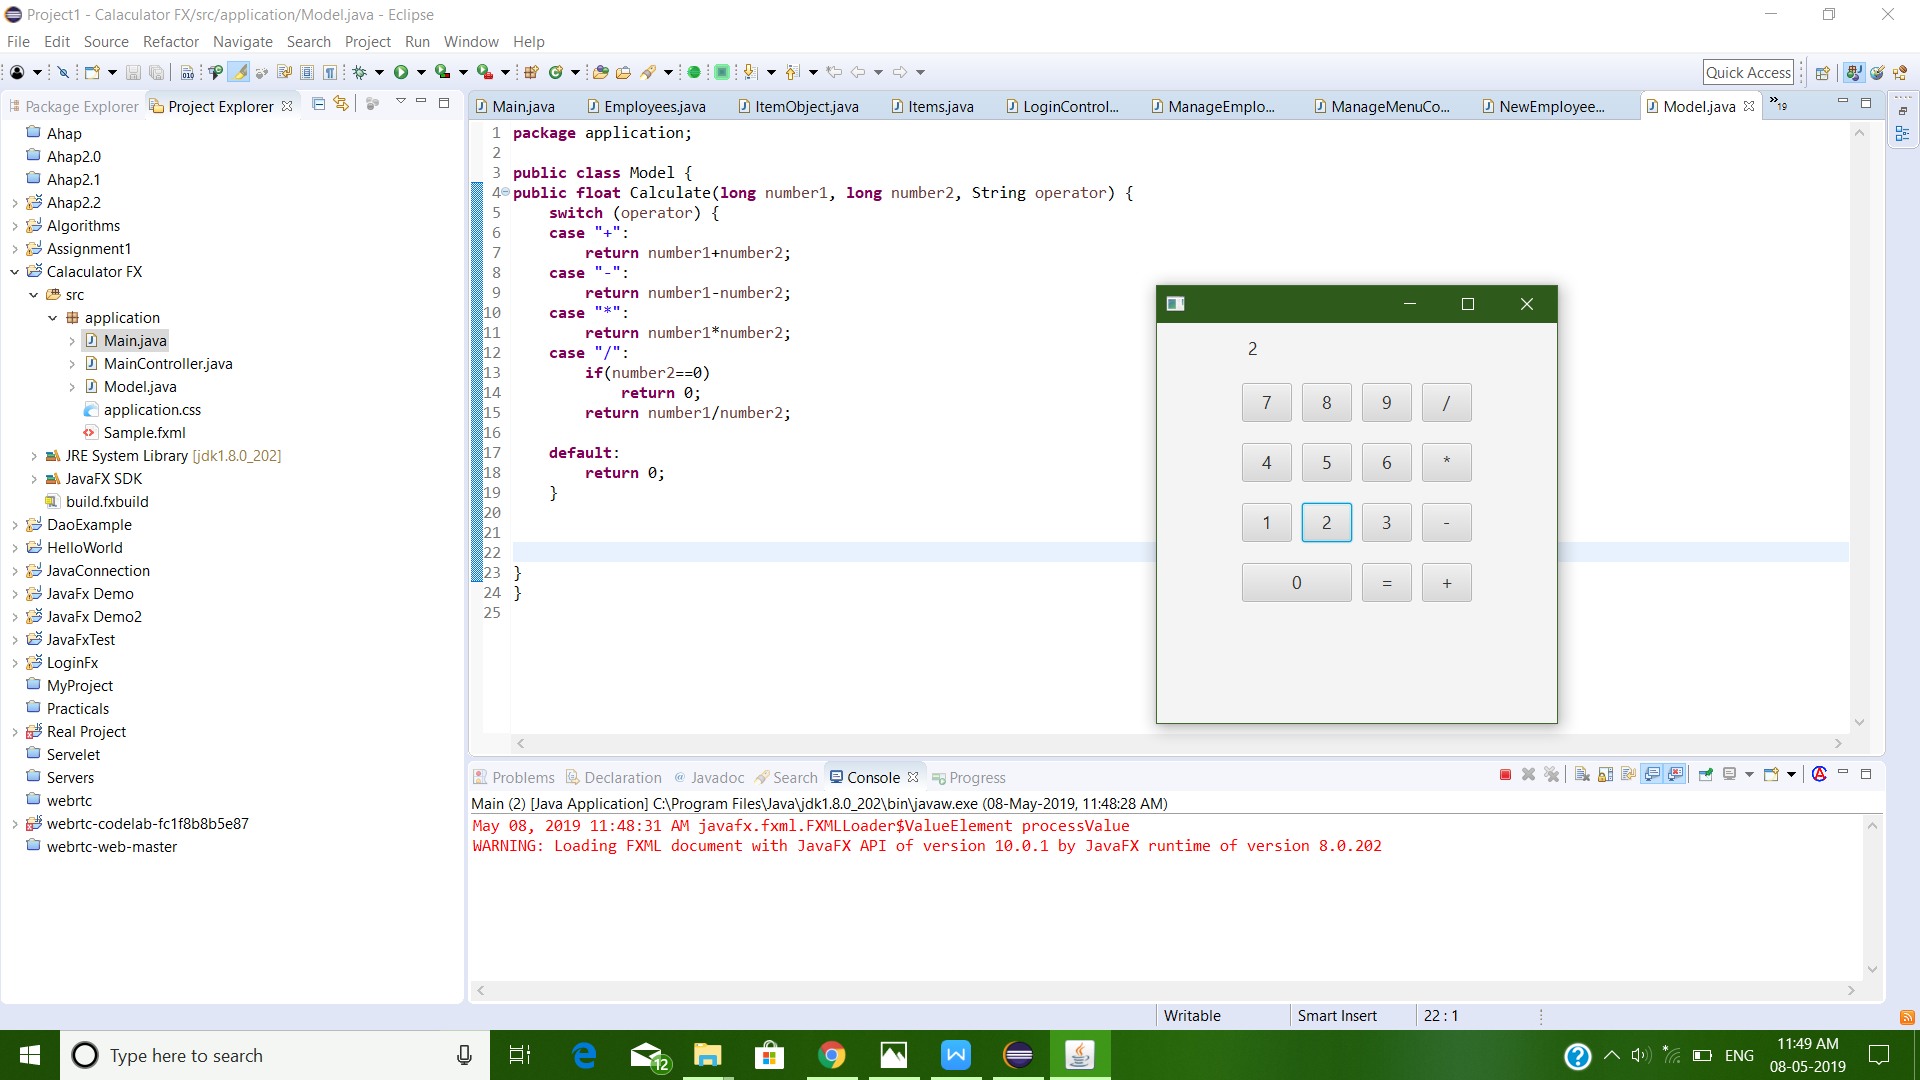 Project1 - Calaculator FX/src/application/Model.java - Eclipse
File Edit Source Refactor Navigate Search Project Run Window Help
Quick Access
Package Explorer Project Explorer
Ahap
Ahap2.0
Ahap2.1
Ahap2.2
Algorithms
Assignment1
Calaculator FX
src
application
Main.java
MainController.java
Model.java
application.css
Sample.fxml
JRE System Library [jdk1.8.0_202]
JavaFX SDK
build.fxbuild
DaoExample
HelloWorld
JavaConnection
JavaFx Demo
JavaFx Demo2
JavaFxTest
LoginFx
MyProject
Practicals
Real Project
Servelet
Servers
webrtc
webrtc-codelab-fc1f8b8b5e87
webrtc-web-master
Main.java Employees.java ItemObject.java Items.java LoginControl... ManageEmplo... ManageMenuCo... NewEmployee... Model.java »19
1 package application;
2
3 public class Model {
4 public float Calculate(long number1, long number2, String operator) {
5 switch (operator) {
6 case "+":
7 return number1+number2;
8 case "-":
9 return number1-number2;
10 case "*":
11 return number1*number2;
12 case "/":
13 if(number2==0)
14 return 0;
15 return number1/number2;
16
17 default:
18 return 0;
19 }
20
21
22
23 }
24 }
25
2
7 8 9 /
4 5 6 *
1 2 3 -
0 = +
Problems Declaration @ Javadoc Search Console Progress
Main (2) [Java Application] C:\Program Files\Java\jdk1.8.0_202\bin\javaw.exe (08-May-2019, 11:48:28 AM)
May 08, 2019 11:48:31 AM javafx.fxml.FXMLLoader$ValueElement processValue
WARNING: Loading FXML document with JavaFX API of version 10.0.1 by JavaFX runtime of version 8.0.202
Writable Smart Insert 22 : 1
Type here to search
12
ENG
11:49 AM
08-05-2019